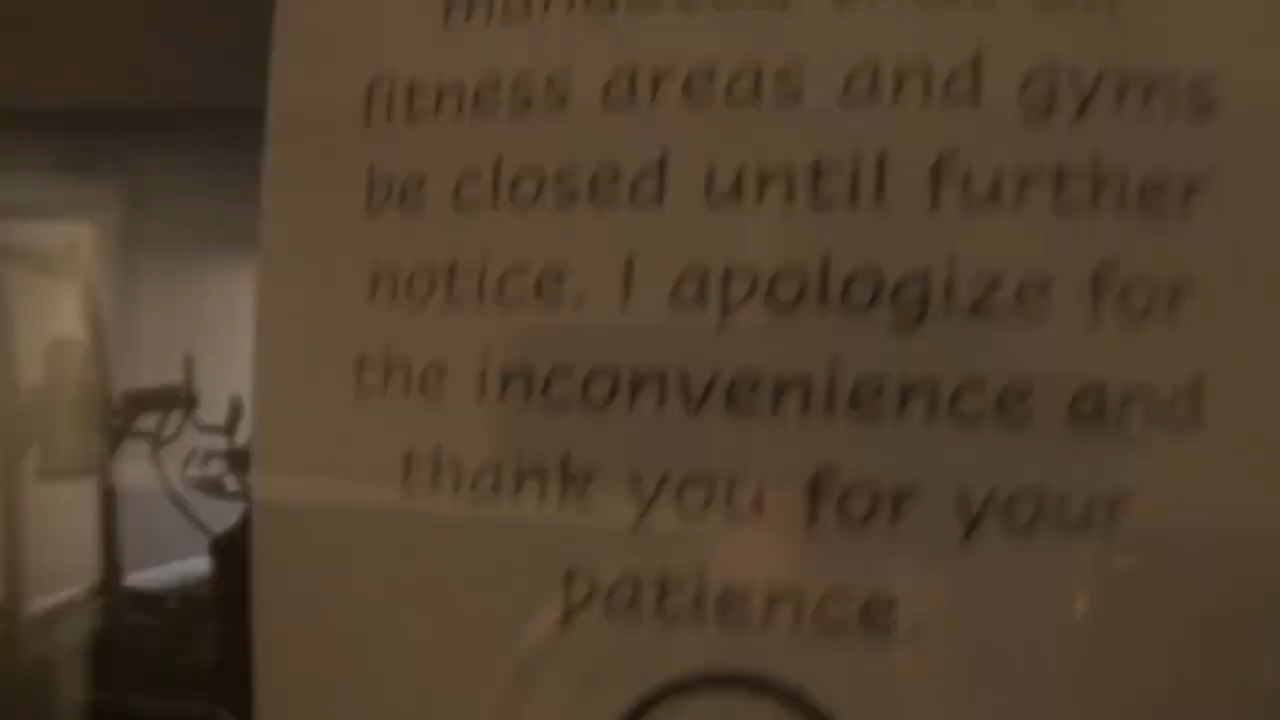 fitness areas and gyms
be closed until further
notice. I apologize for
the inconvenience and
thank you for your
patience.